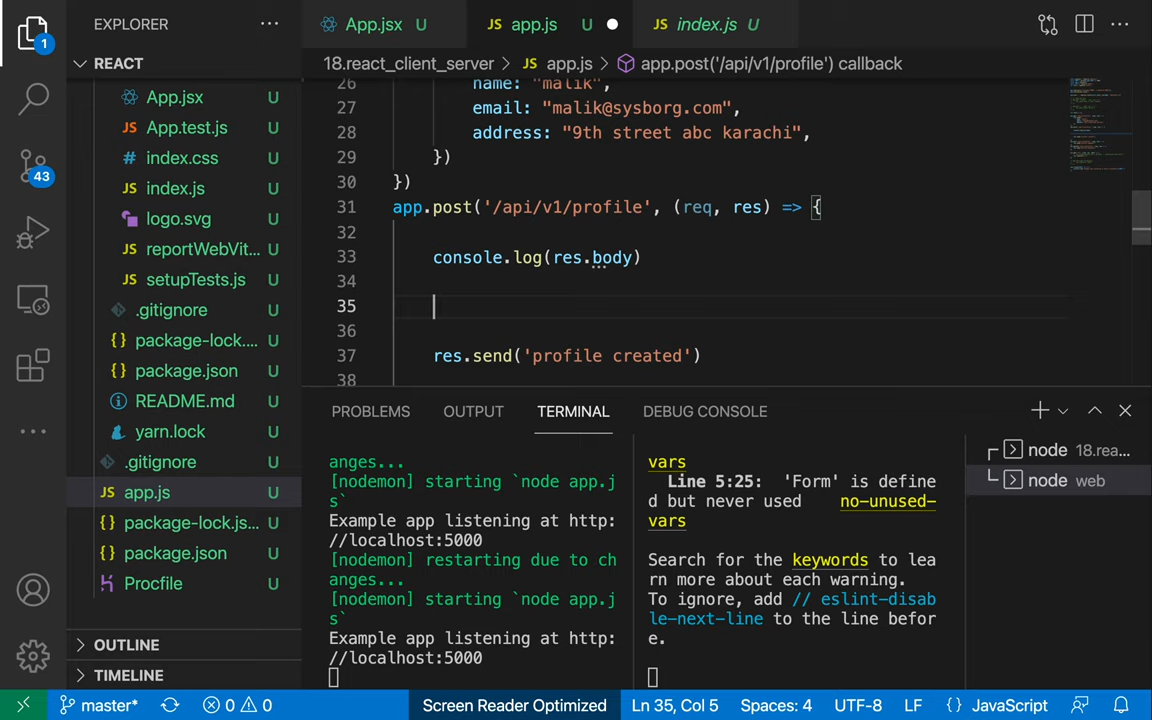 EXPLORER
App.jsx U
JS app.js U
JS index.js U
REACT
18.react_client_server > JS app.js > app.post('/api/v1/profile') callback
1
43
App.jsx U
JS App.test.js U
# index.css U
JS index.js U
logo.svg U
JS reportWebVit... U
JS setupTests.js U
.gitignore U
{} package-lock.... U
{} package.json U
README.md U
yarn.lock U
.gitignore U
JS app.js U
{} package-lock.js... U
{} package.json U
Procfile U
OUTLINE
TIMELINE
26 name: "malik",
27 email: "malik@sysborg.com",
28 address: "9th street abc karachi",
29 })
30 })
31 app.post('/api/v1/profile', (req, res) => {
32
33 console.log(res.body)
34
35
36
37 res.send('profile created')
38
PROBLEMS OUTPUT TERMINAL DEBUG CONSOLE
anges...
[nodemon] starting `node app.j
s`
Example app listening at http:
//localhost:5000
[nodemon] restarting due to ch
anges...
[nodemon] starting `node app.j
s`
Example app listening at http:
//localhost:5000
vars
Line 5:25: 'Form' is define
d but never used no-unused-
vars
Search for the keywords to lea
rn more about each warning.
To ignore, add // eslint-disab
le-next-line to the line befor
e.
node 18.rea...
node web
master* 0 0 Screen Reader Optimized Ln 35, Col 5 Spaces: 4 UTF-8 LF {} JavaScript